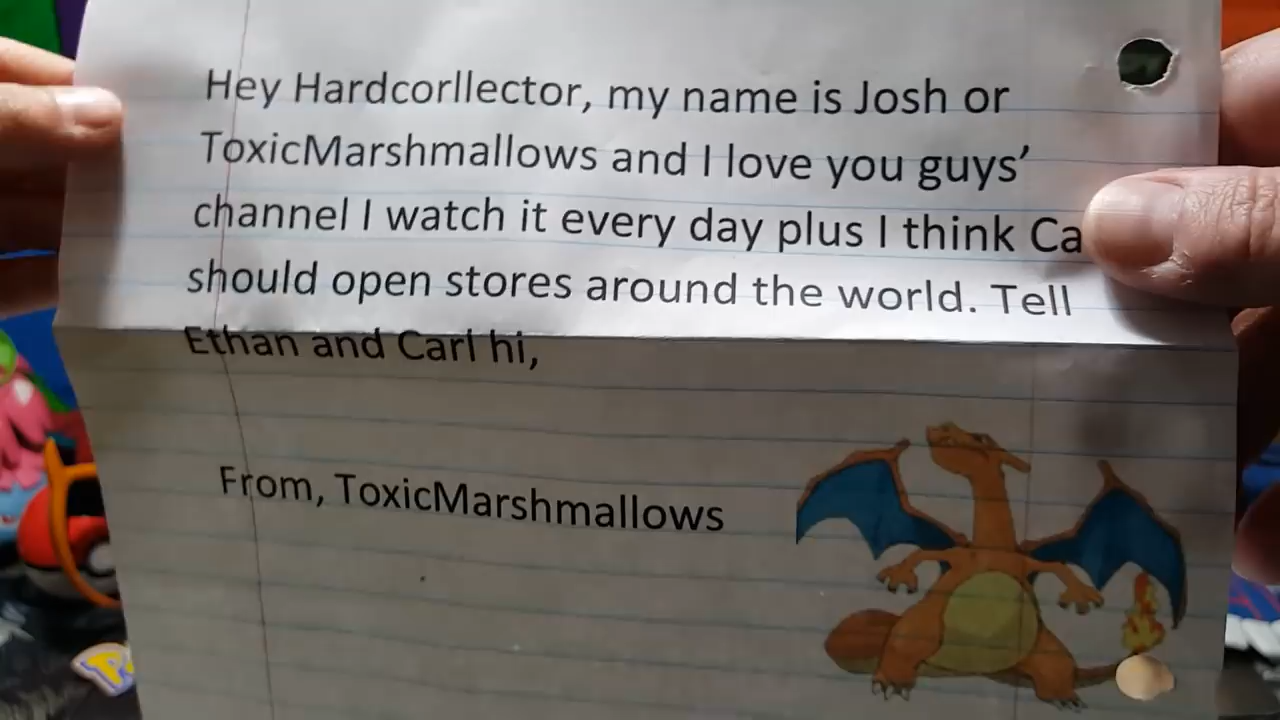 Hey Hardcorllector, my name is Josh or
ToxicMarshmallows and I love you guys’
channel I watch it every day plus I think
should open stores around the world. Tell
Ethan and Carl hi,
From, ToxicMarshmallows